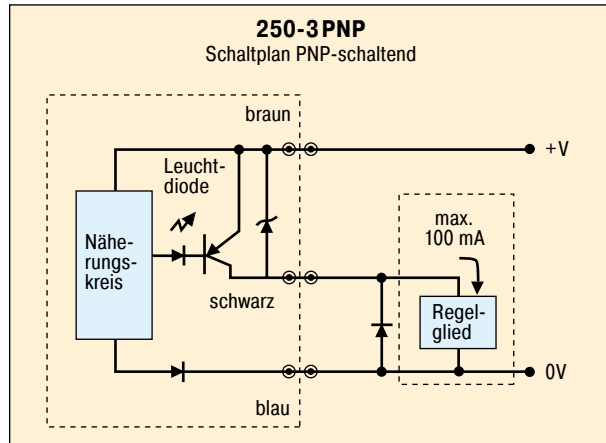 250-3 PNP
Schaltplan PNP-schaltend
braun
+V
Leucht-
diode
max.
100 mA
Nähe-
rungs-
kreis
schwarz
Regel-
glied
0V
blau